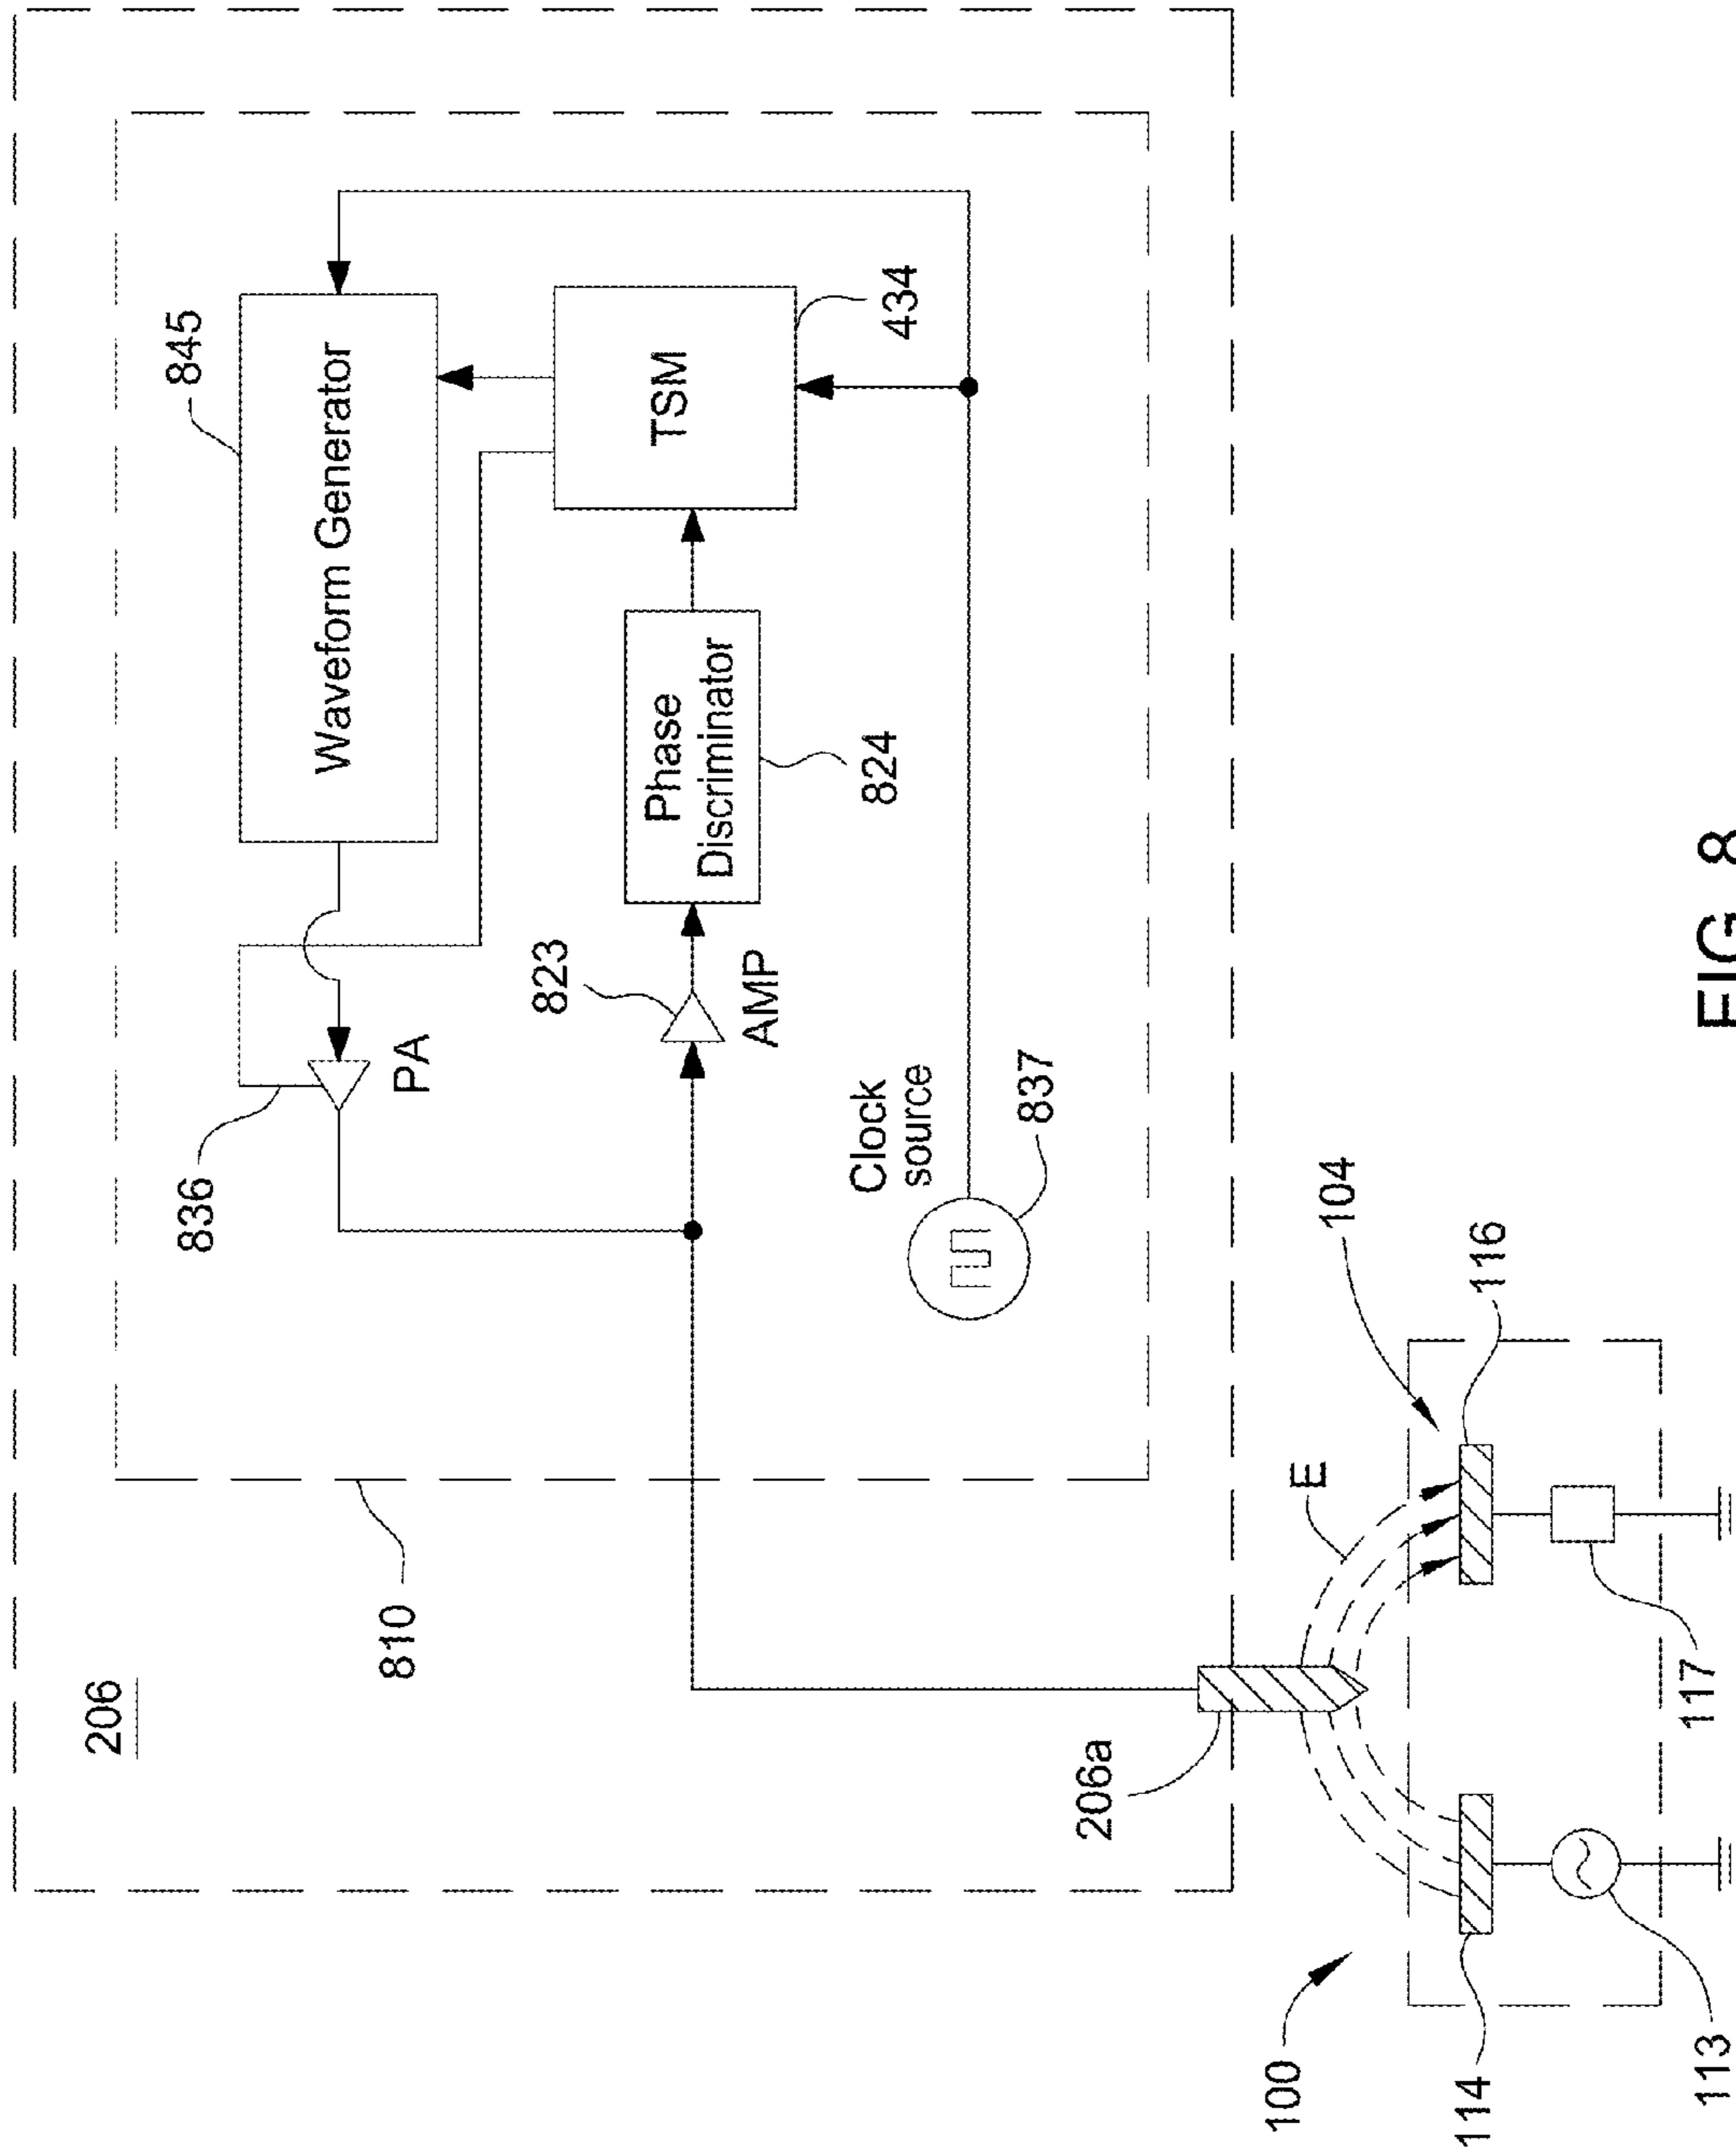 206
810
836
PA
845
Waveform Generator
823
AMP
Phase
Discriminator
824
TSM
434
Clock
source
837
206a
E
104
116
100
114
113
117
FIG. 8